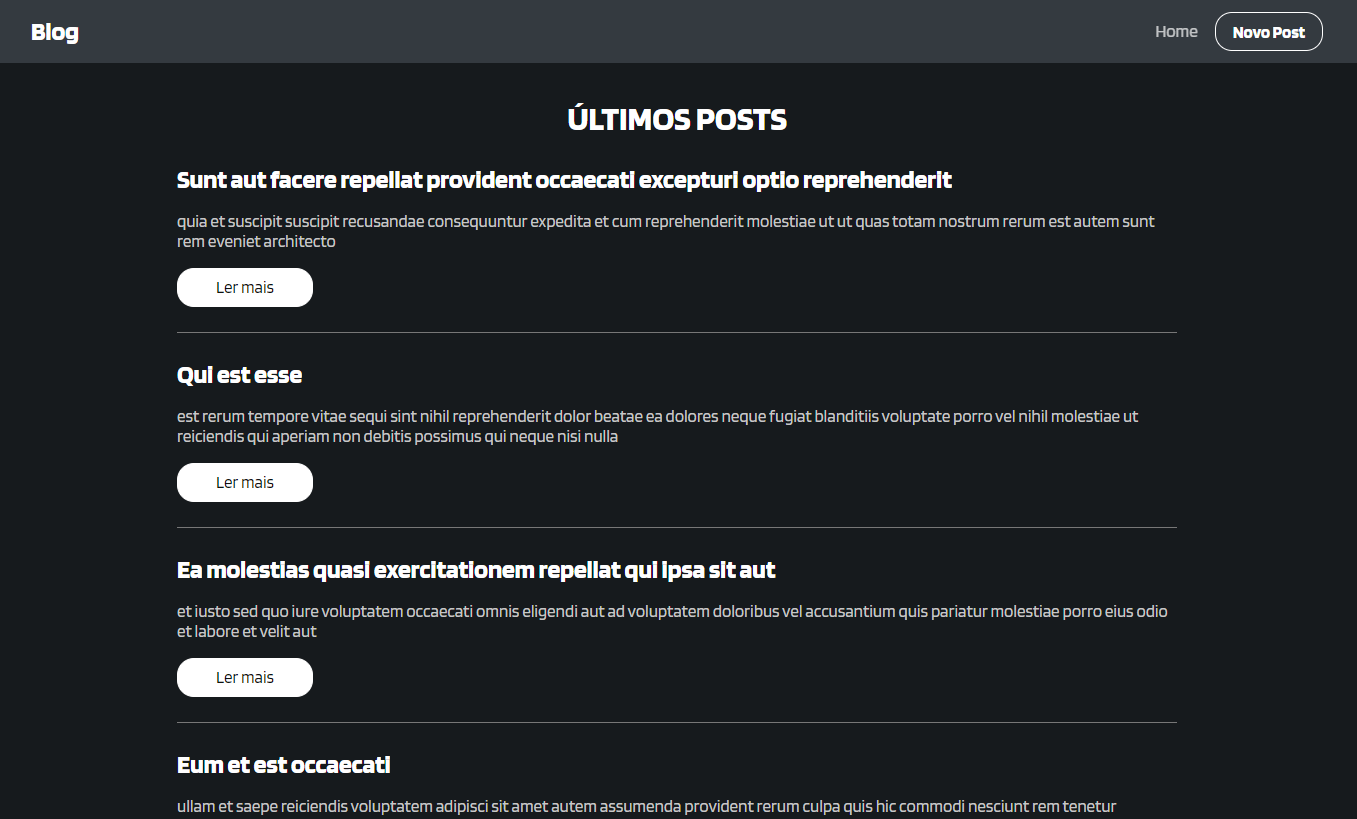 Blog
Home
Novo Post
ÚLTIMOS POSTS
Sunt aut facere repellat provident occaecati excepturi optio reprehenderit
quia et suscipit suscipit recusandae consequuntur expedita et cum reprehenderit molestiae ut ut quas totam nostrum rerum est autem sunt
rem eveniet architecto
Ler mais
Qui est esse
est rerum tempore vitae sequi sint nihil reprehenderit dolor beatae ea dolores neque fugiat blanditiis voluptate porro vel nihil molestiae ut
reiciendis qui aperiam non debitis possimus qui neque nisi nulla
Ler mais
Ea molestias quasi exercitationem repellat qui ipsa sit aut
et iusto sed quo iure voluptatem occaecati omnis eligendi aut ad voluptatem doloribus vel accusantium quis pariatur molestiae porro eius odio
et labore et velit aut
Ler mais
Eum et est occaecati
ullam et saepe reiciendis voluptatem adipisci sit amet autem assumenda provident rerum culpa quis hic commodi nesciunt rem tenetur